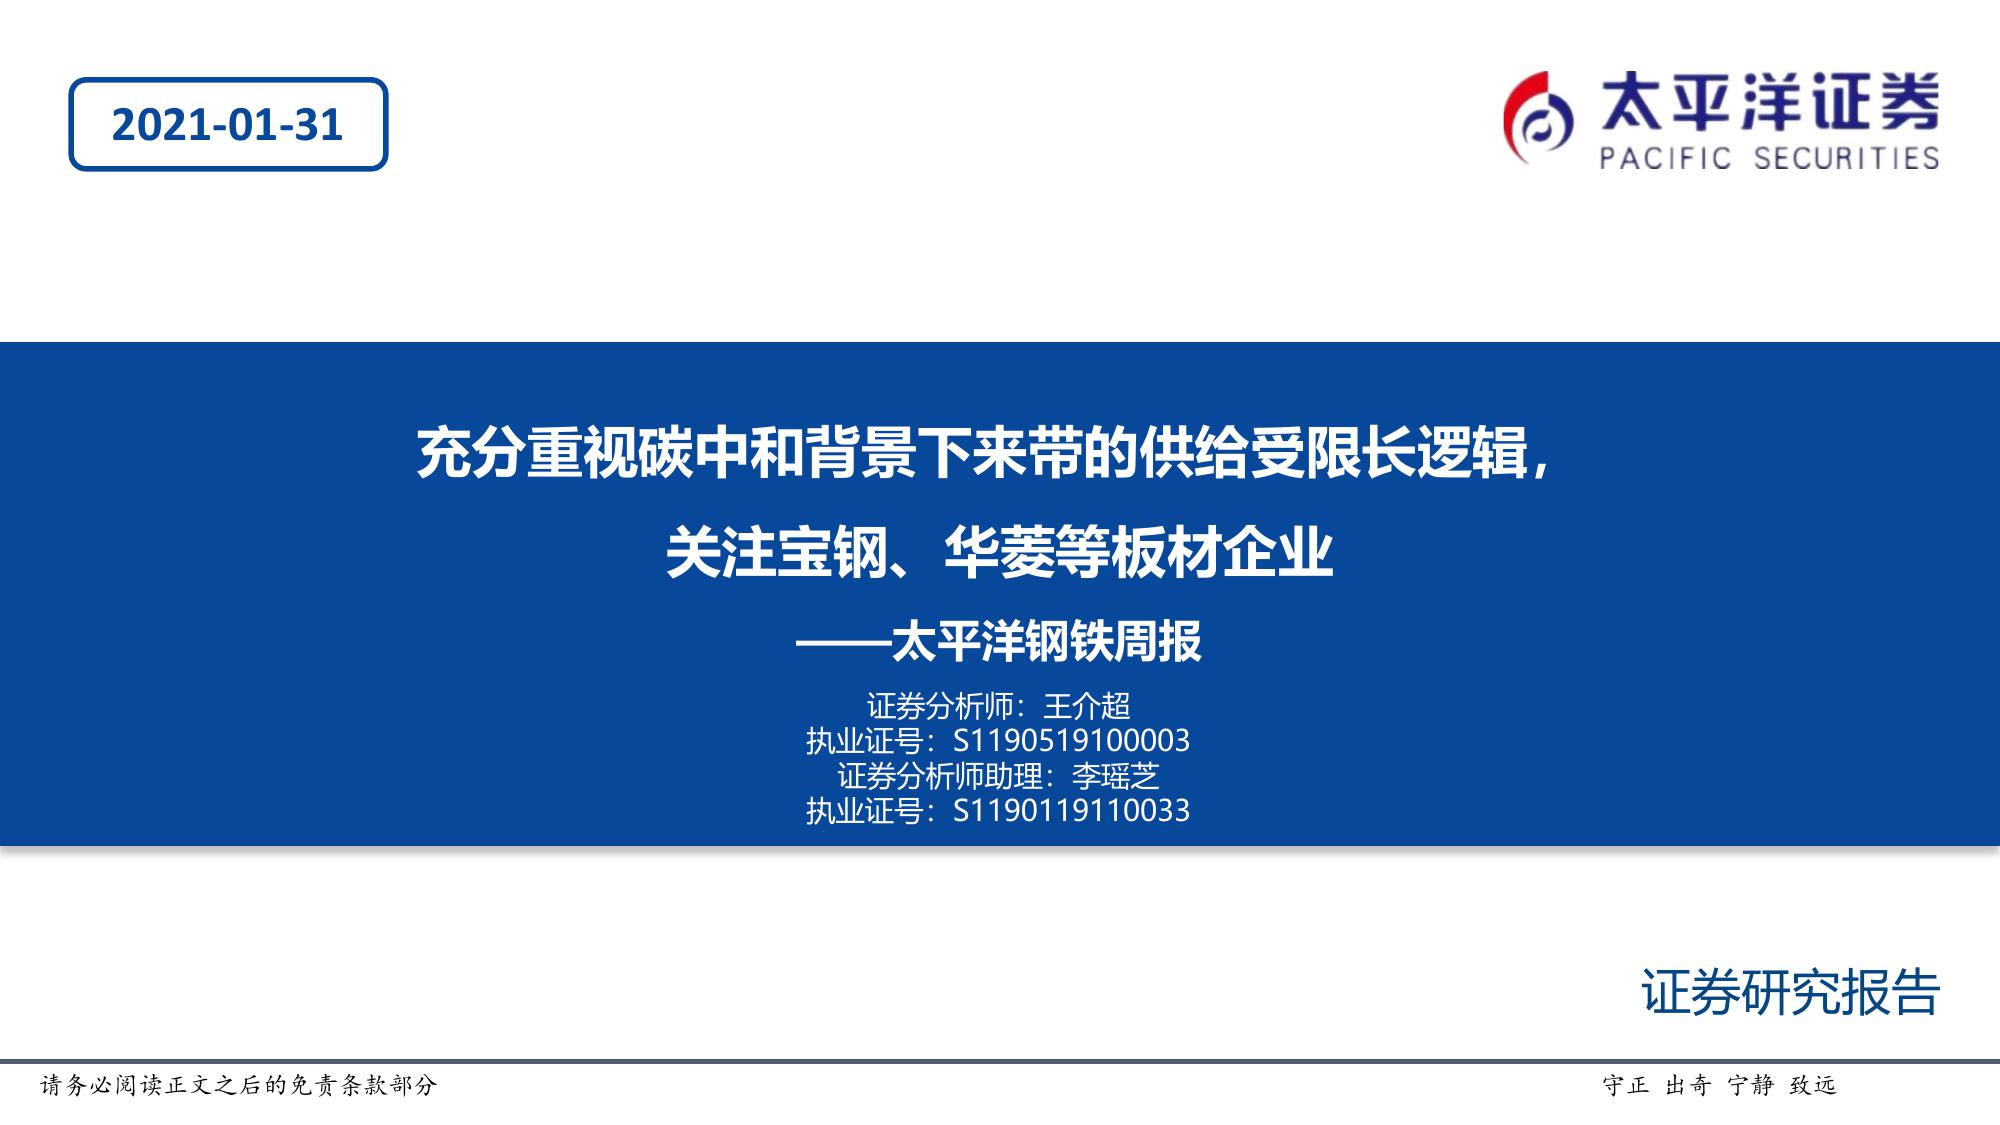 2021-01-31
太平洋证券
PACIFIC SECURITIES
充分重视碳中和背景下来带的供给受限长逻辑，
关注宝钢、华菱等板材企业
——太平洋钢铁周报
证券分析师：王介超
执业证号：S1190519100003
证券分析师助理：李瑶芝
执业证号：S1190119110033
证券研究报告
请务必阅读正文之后的免责条款部分
守正 出奇 宁静 致远